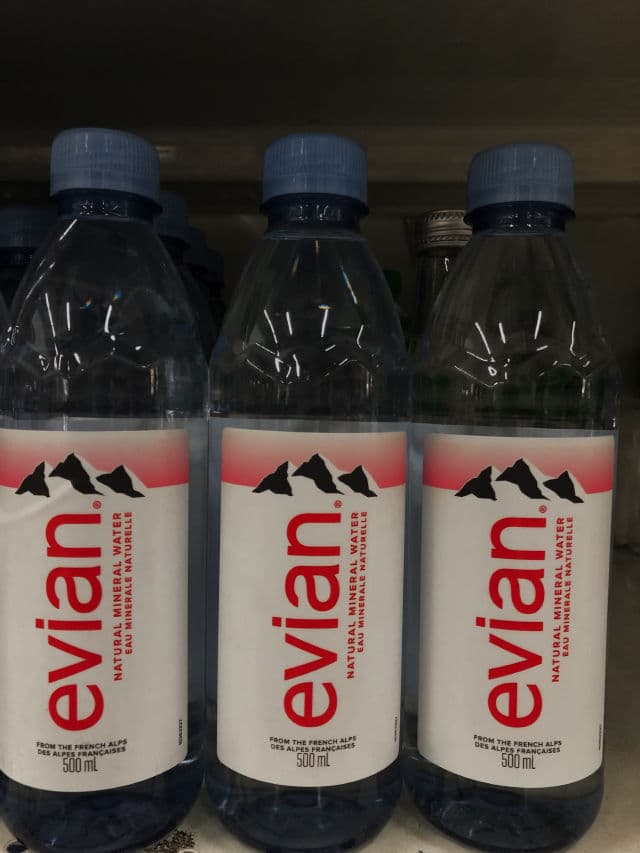 evian®
NATURAL MINERAL WATER
EAU MINERALE NATURELLE
FROM THE FRENCH ALPS
DES ALPES FRANÇAISES
500 mL
evian®
NATURAL MINERAL WATER
EAU MINERALE NATURELLE
FROM THE FRENCH ALPS
DES ALPES FRANÇAISES
500 mL
evian®
NATURAL MINERAL WATER
EAU MINERALE NATURELLE
FROM THE FRENCH ALPS
DES ALPES FRANÇAISES
500 mL